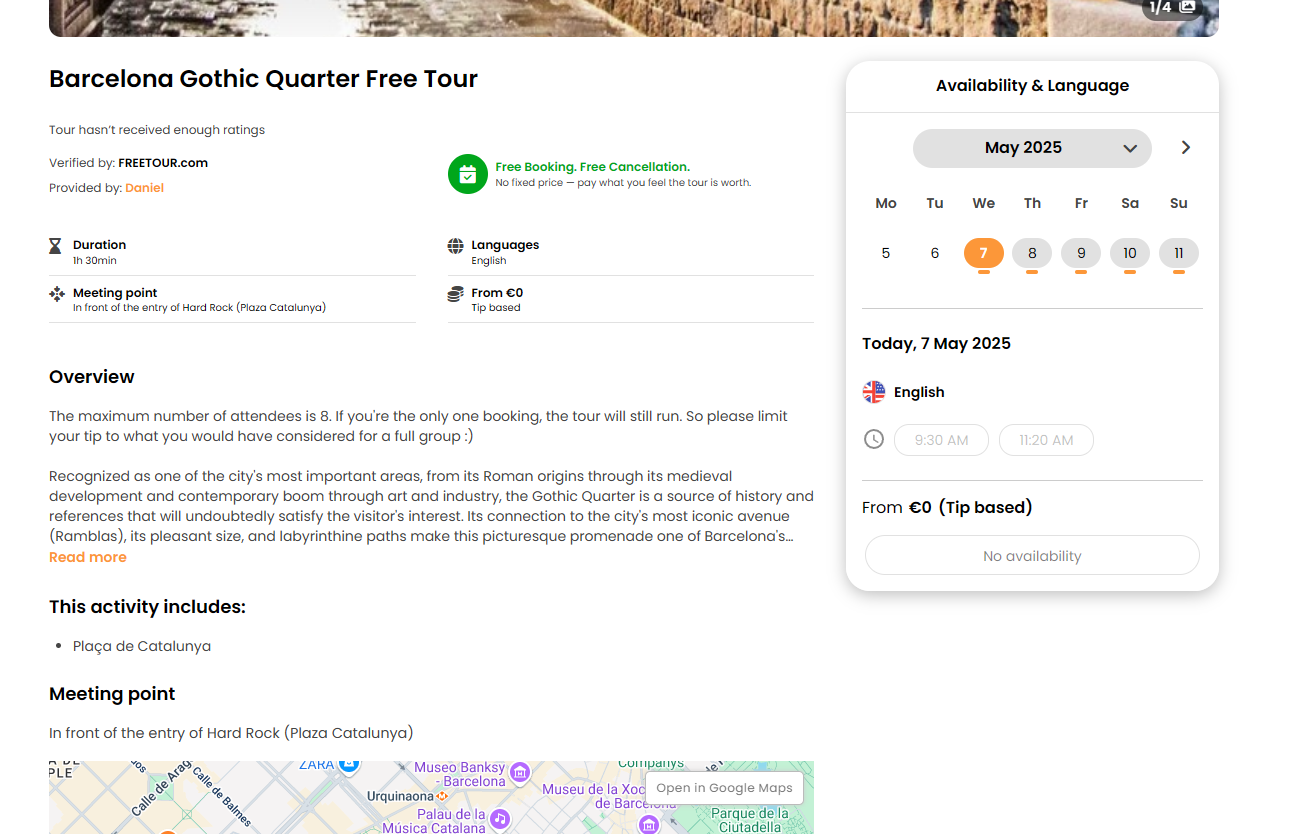 1/4
Barcelona Gothic Quarter Free Tour
Tour hasn't received enough ratings
Verified by: FREETOUR.com
Provided by: Daniel
Free Booking. Free Cancellation.
No fixed price — pay what you feel the tour is worth.
Duration
1h 30min
Languages
English
Meeting point
In front of the entry of Hard Rock (Plaza Catalunya)
From €0
Tip based
Overview
The maximum number of attendees is 8. If you're the only one booking, the tour will still run. So please limit
your tip to what you would have considered for a full group :)
Recognized as one of the city's most important areas, from its Roman origins through its medieval
development and contemporary boom through art and industry, the Gothic Quarter is a source of history and
references that will undoubtedly satisfy the visitor's interest. Its connection to the city's most iconic avenue
(Ramblas), its pleasant size, and labyrinthine paths make this picturesque promenade one of Barcelona's...
Read more
This activity includes:
• Plaça de Catalunya
Meeting point
In front of the entry of Hard Rock (Plaza Catalunya)
Calle de Arag
Calle de Balmes
ZARA
Urquinaona
Museo Banksy
- Barcelona
Palau de la
Música Catalana
Museu de la Xoc
de Barcelona
Companys
Open in Google Maps
Parque de la
Ciutadella
Availability & Language
May 2025
Mo Tu We Th Fr Sa Su
5 6 7 8 9 10 11
Today, 7 May 2025
English
9:30 AM 11:20 AM
From €0 (Tip based)
No availability